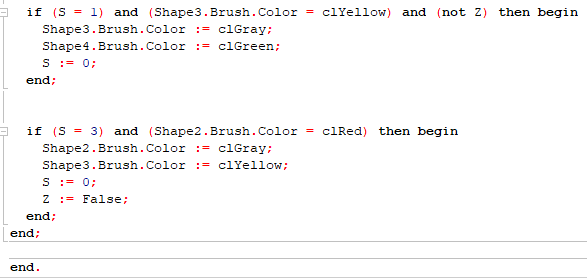 if (S = 1) and (Shape3.Brush.Color = clYellow) and (not Z) then begin
Shape3.Brush.Color := clGray;
Shape4.Brush.Color := clGreen;
S := 0;
end;
if (S = 3) and (Shape2.Brush.Color = clRed) then begin
Shape2.Brush.Color := clGray;
Shape3.Brush.Color := clYellow;
S := 0;
Z := False;
end;
end;
end.